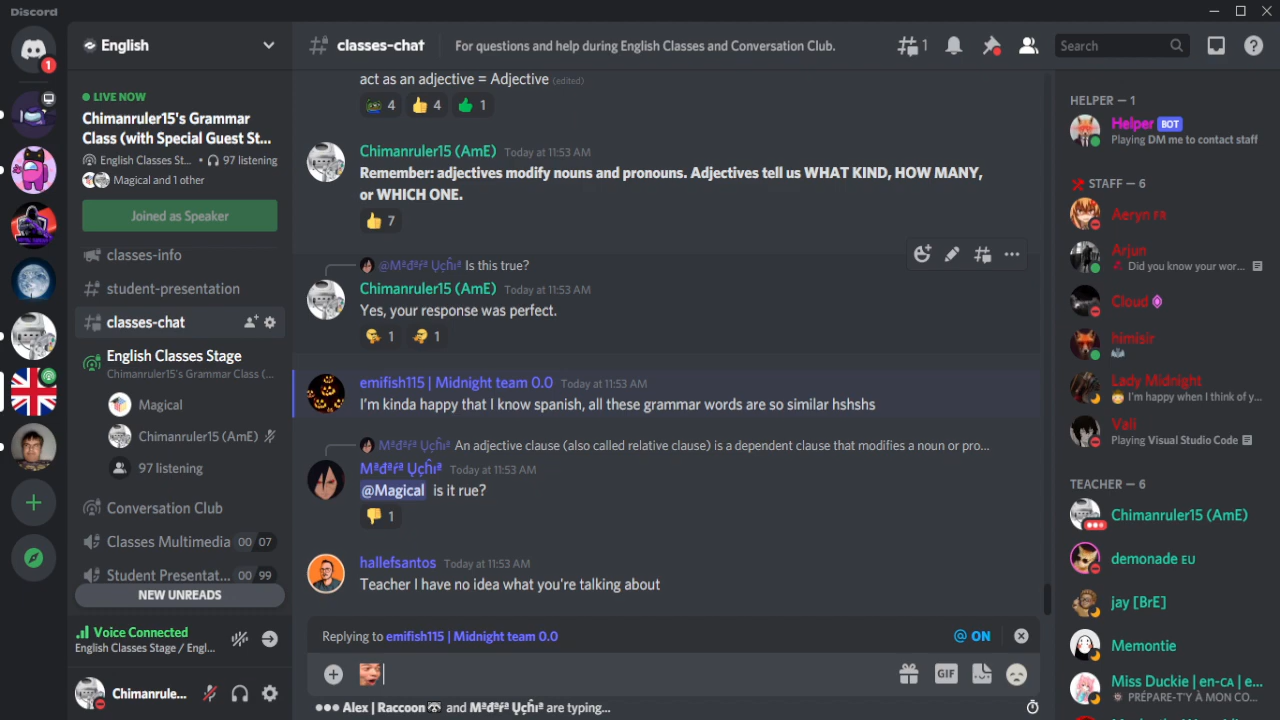 Discord
English
classes-chat
For questions and help during English Classes and Conversation Club.
1
Search
1
LIVE NOW
Chimanruler15's Grammar
Class (with Special Guest St...
English Classes St... • 97 listening
Magical and 1 other
Joined as Speaker
classes-info
student-presentation
classes-chat
English Classes Stage
Chimanruler15's Grammar Class (...
Magical
Chimanruler15 (AmE)
97 listening
Conversation Club
Classes Multimedia 00 07
Student Presentat... 00 99
NEW UNREADS
Voice Connected
English Classes Stage / Engl...
Chimanrule...
act as an adjective = Adjective (edited)
4 4 1
Chimanruler15 (AmE) Today at 11:53 AM
Remember: adjectives modify nouns and pronouns. Adjectives tell us WHAT KIND, HOW MANY,
or WHICH ONE.
7
Is this true?
Chimanruler15 (AmE) Today at 11:53 AM
Yes, your response was perfect.
1 1
emifish115 | Midnight team 0.0 Today at 11:53 AM
I'm kinda happy that I know spanish, all these grammar words are so similar hshshs
An adjective clause (also called relative clause) is a dependent clause that modifies a noun or pro...
Today at 11:53 AM
@Magical is it rue?
1
hallefsantos Today at 11:53 AM
Teacher I have no idea what you're talking about
Replying to emifish115 | Midnight team 0.0
@ ON
GIF
Alex | Raccoon and are typing...
HELPER — 1
Helper BOT
Playing DM me to contact staff
STAFF — 6
Aeryn FR
Arjun
Did you know your wor...
Cloud
himisir
Lady Midnight
I'm happy when I think of y...
Vali
Playing Visual Studio Code
TEACHER — 6
Chimanruler15 (AmE)
demonade EU
jay [BrE]
Memontie
Miss Duckie | en-CA | e...
PRÉPARE-T'Y À MON CO...